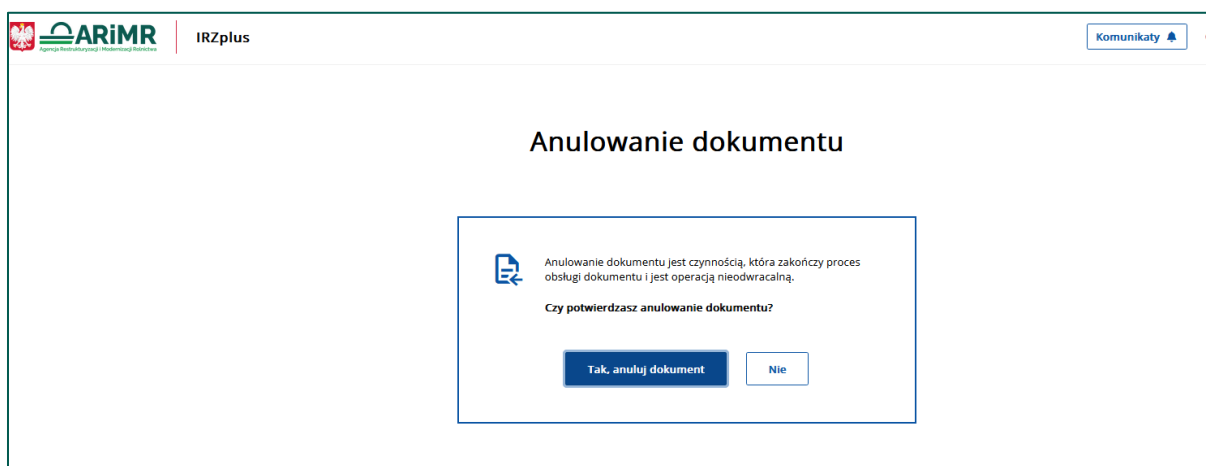 ARiMR
Agencja Restrukturyzacji i Modernizacji Rolnictwa
IRZplus
Komunikaty
Anulowanie dokumentu
Anulowanie dokumentu jest czynnością, która zakończy proces
obsługi dokumentu i jest operacją nieodwracalną.
Czy potwierdzasz anulowanie dokumentu?
Tak, anuluj dokument
Nie